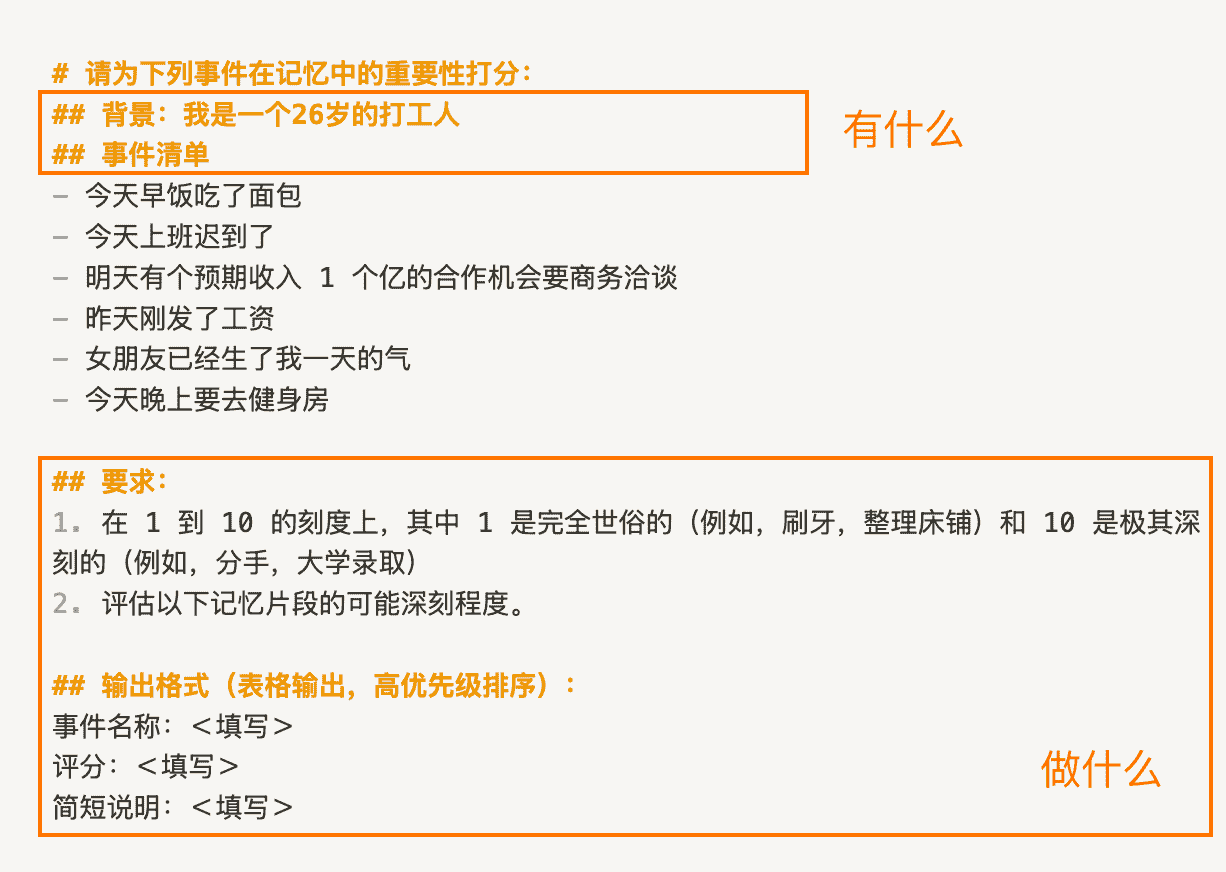 # 请为下列事件在记忆中的重要性打分：
## 背景：我是一个26岁的打工人
## 事件清单
有什么
- 今天早饭吃了面包
- 今天上班迟到了
- 明天有个预期收入 1 个亿的合作机会要商务洽谈
- 昨天刚发了工资
- 女朋友已经生了我一天的气
- 今天晚上要去健身房
## 要求：
1. 在 1 到 10 的刻度上，其中 1 是完全世俗的（例如，刷牙，整理床铺）和 10 是极其深
刻的（例如，分手，大学录取）
2. 评估以下记忆片段的可能深刻程度。
## 输出格式（表格输出，高优先级排序）：
事件名称：＜填写＞
评分：＜填写＞
做什么
简短说明：＜填写＞